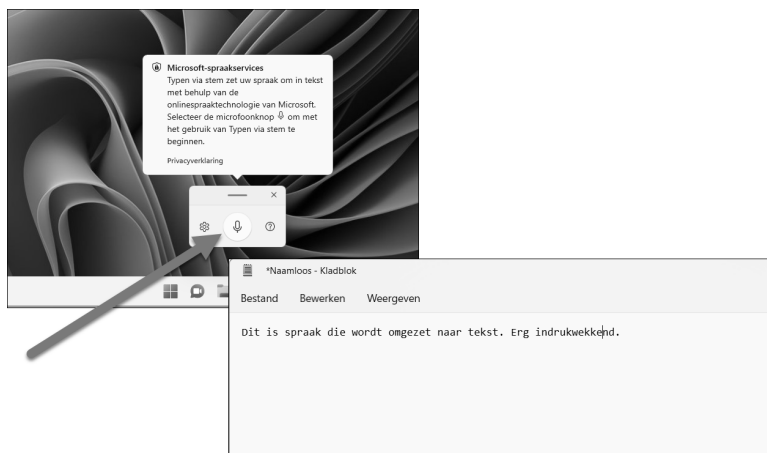 Microsoft-spraakservices
Typen via stem zet uw spraak om in tekst
met behulp van de
onlinespraaktechnologie van Microsoft.
Selecteer de microfoonknop om met
het gebruik van Typen via stem te
beginnen.
Privacyverklaring
*Naamloos - Kladblok
Bestand Bewerken Weergeven
Dit is spraak die wordt omgezet naar tekst. Erg indrukwekkend.